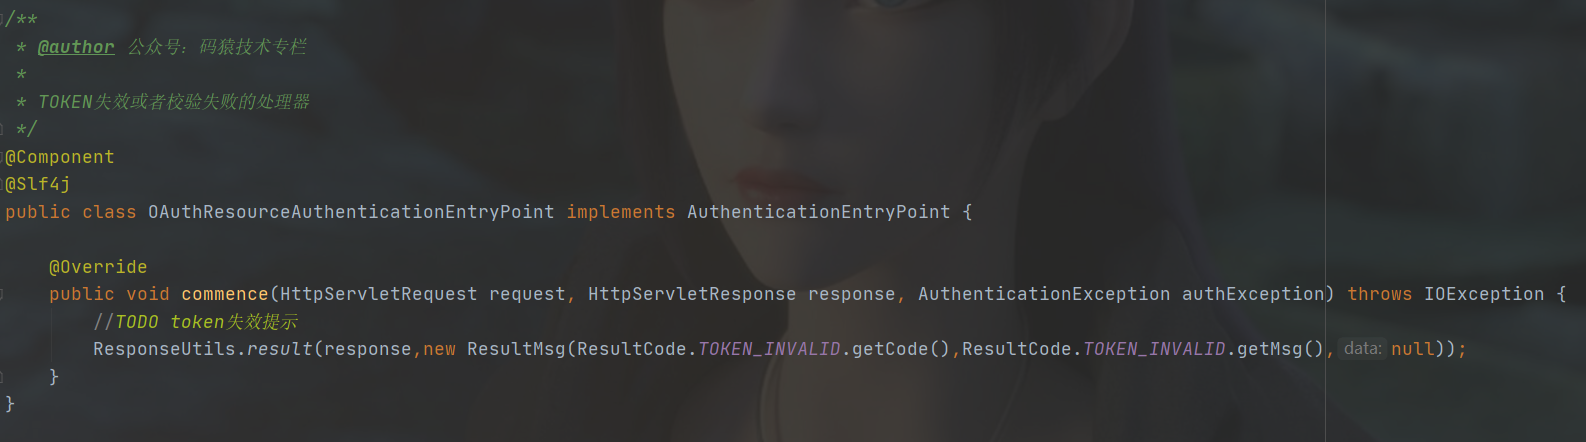 /**
 * @author 公众号：码猿技术专栏
 *
 * TOKEN失效或者校验失败的处理器
 */
@Component
@Slf4j
public class OAuthResourceAuthenticationEntryPoint implements AuthenticationEntryPoint {
    @Override
    public void commence(HttpServletRequest request, HttpServletResponse response, AuthenticationException authException) throws IOException {
        //TODO token失效提示
        ResponseUtils.result(response,new ResultMsg(ResultCode.TOKEN_INVALID.getCode(),ResultCode.TOKEN_INVALID.getMsg(), data: null));
    }
}